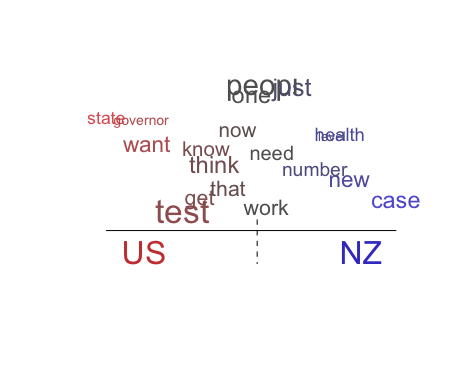 peopl
just
one
state
governor
now
health
level
want
know
need
think
number
new
that
get
case
test
work
US
NZ